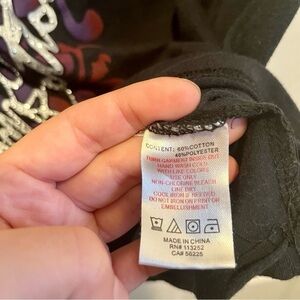 CONTENT: 60%COTTON
40%POLYESTER
TURN GARMENT INSIDE OUT
HAND WASH COLD
WITH LIKE COLORS
USE ONLY
NON-CHLORINE BLEACH
LINE DRY
COOL IRON IF NEEDED
DO NOT IRON ON PRINT OR
EMBELLISHMENT
MADE IN CHINA
RN# 113252
CA# 56225